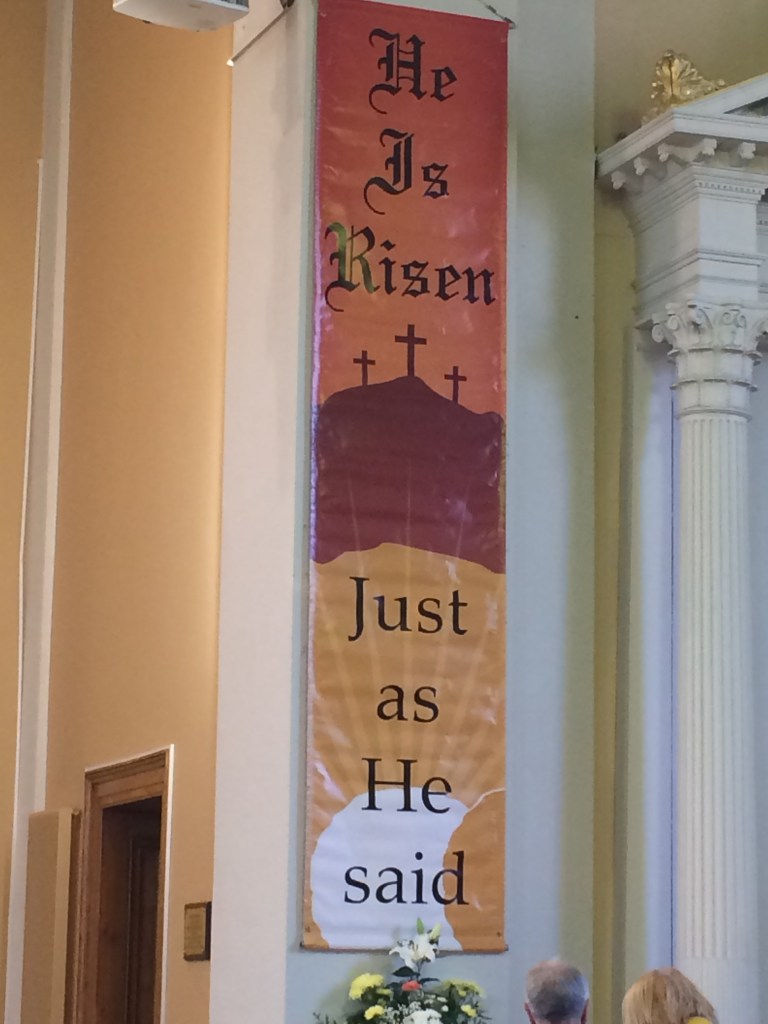 He
Is
Risen
Just
as
He
said